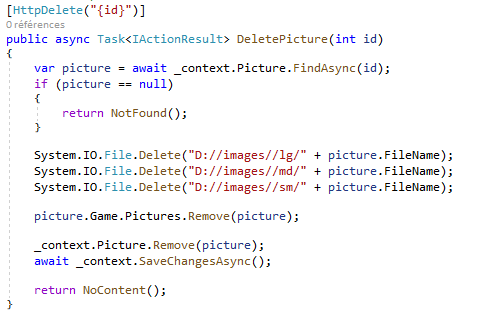 [HttpDelete("{id}")]
0 références
public async Task<IActionResult> DeletePicture(int id)
{
    var picture = await _context.Picture.FindAsync(id);
    if (picture == null)
    {
        return NotFound();
    }

    System.IO.File.Delete("D://images//lg/" + picture.FileName);
    System.IO.File.Delete("D://images//md/" + picture.FileName);
    System.IO.File.Delete("D://images//sm/" + picture.FileName);

    picture.Game.Pictures.Remove(picture);

    _context.Picture.Remove(picture);
    await _context.SaveChangesAsync();

    return NoContent();
}